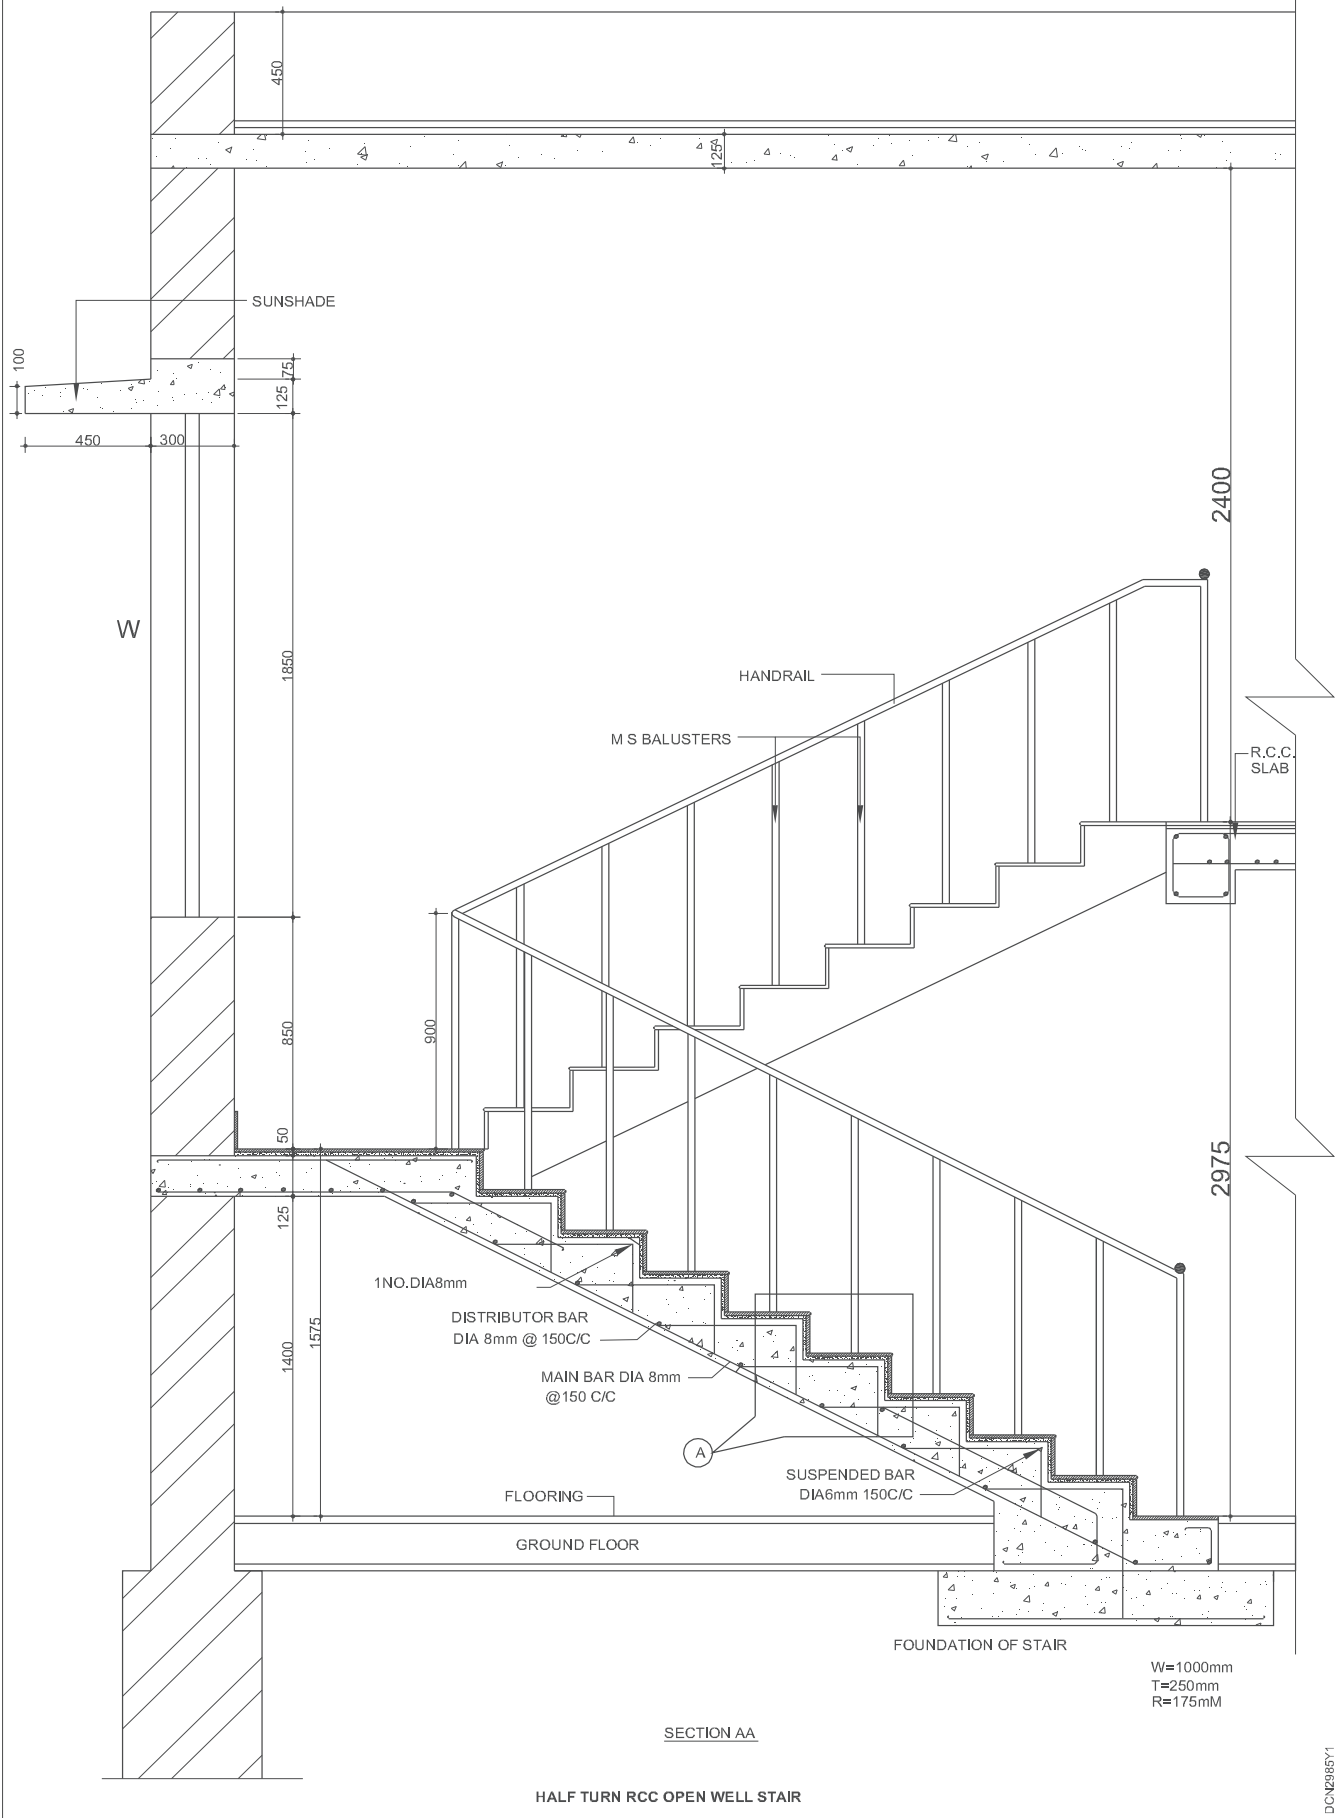 450
125
SUNSHADE
100
75
125
450
300
2400
W
1850
HANDRAIL
M S BALUSTERS
R.C.C.
SLAB
850
900
50
125
2975
1NO.DIA8mm
DISTRIBUTOR BAR
DIA 8mm @ 150C/C
1575
1400
MAIN BAR DIA 8mm
@150 C/C
A
SUSPENDED BAR
DIA6mm 150C/C
FLOORING
GROUND FLOOR
FOUNDATION OF STAIR
W=1000mm
T=250mm
R=175mM
SECTION AA
HALF TURN RCC OPEN WELL STAIR
DCN2985Y1